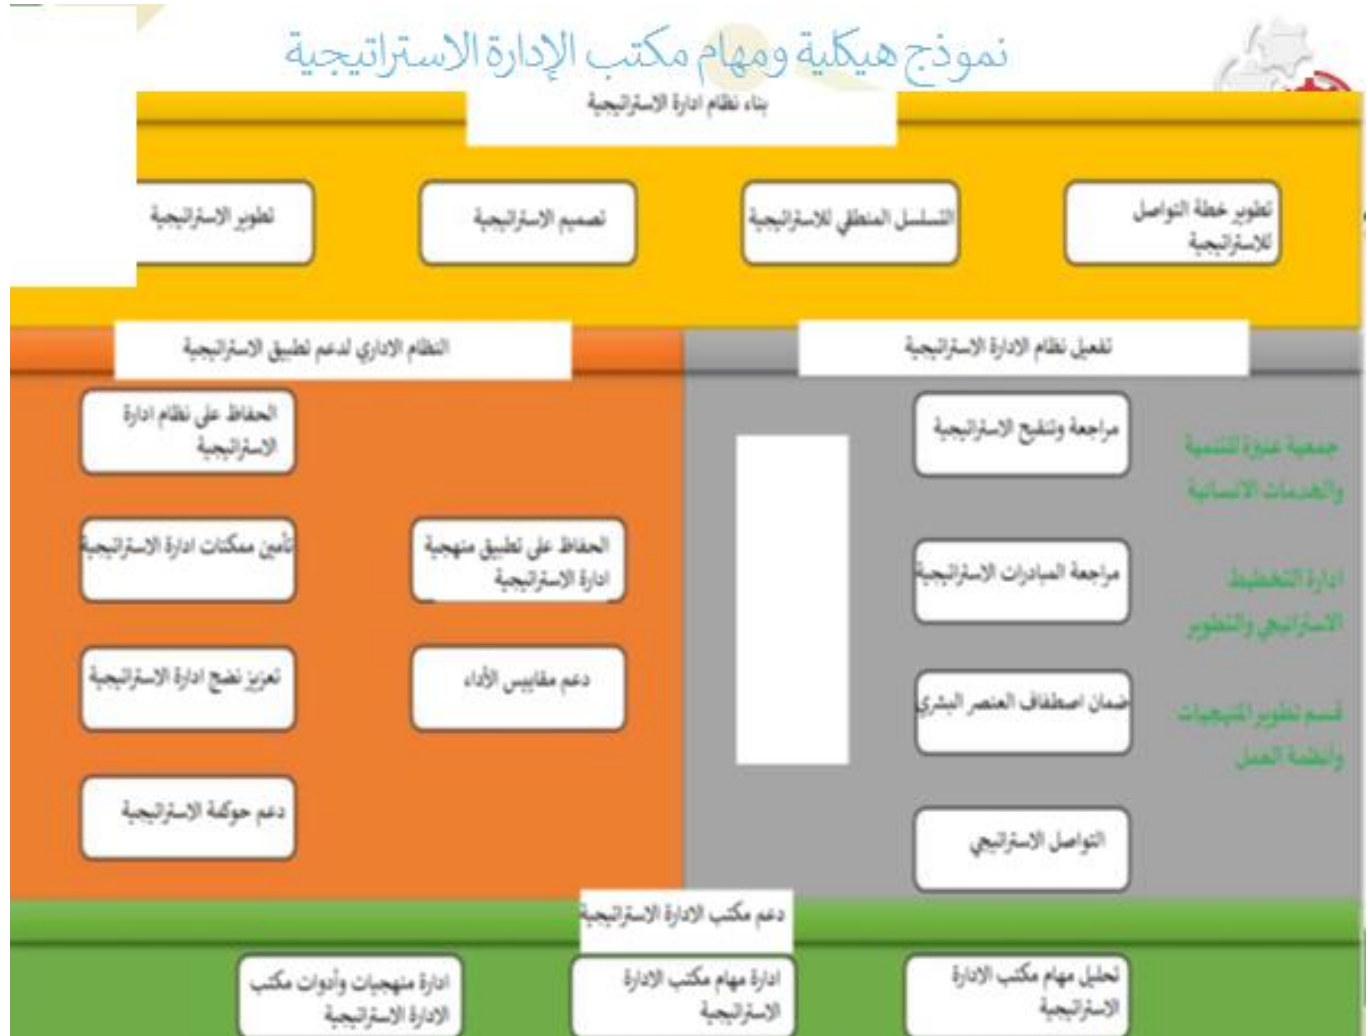 نموذج هيكلية ومهام مكتب الإدارة الاستراتيجية
بناء نظام ادارة الاستراتيجية
تطوير خطة التواصل
للاستراتيجية
التسلسل المنطقي للاستراتيجية
تصميم الاستراتيجية
تطوير الاستراتيجية
تفعيل نظام الادارة الاستراتيجية
مراجعة وتنقيح الاستراتيجية
مراجعة المبادرات الاستراتيجية
ضمان اصطفاف العنصر البشري
التواصل الاستراتيجي
جمعية عنيزة للتنمية
والخدمات الانسانية
ادارة التخطيط
الاستراتيجي والتطوير
قسم تطوير المنهجيات
وأنظمة العمل
النظام الاداري لدعم تطبيق الاستراتيجية
الحفاظ على تطبيق منهجية
ادارة الاستراتيجية
دعم مقاييس الأداء
الحفاظ على نظام ادارة
الاستراتيجية
تأمين ممكنات ادارة الاستراتيجية
تعزيز نضج ادارة الاستراتيجية
دعم حوكمة الاستراتيجية
دعم مكتب الادارة الاستراتيجية
تحليل مهام مكتب الادارة
الاستراتيجية
ادارة مهام مكتب الادارة
الاستراتيجية
ادارة منهجيات وأدوات مكتب
الادارة الاستراتيجية